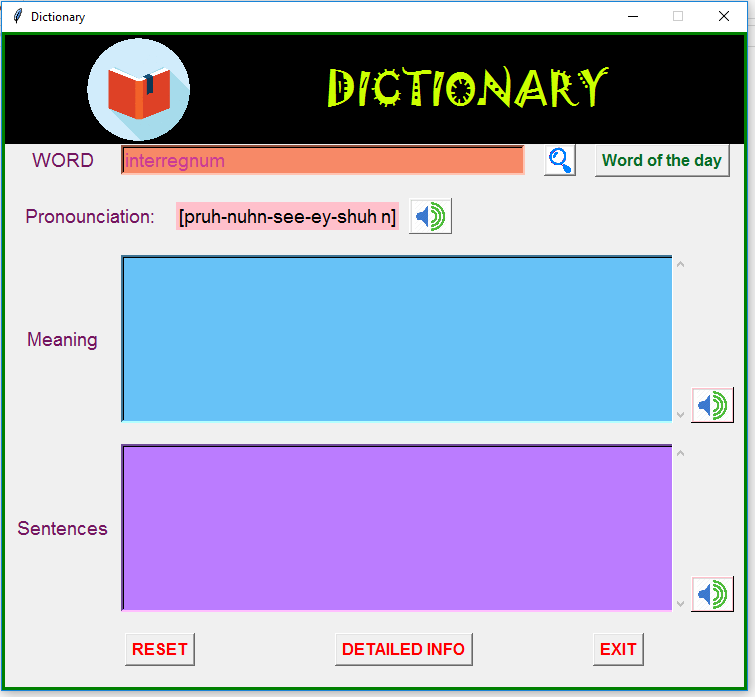 Dictionary
DICTIONARY
WORD interregnum Word of the day
Pronounciation: [pruh-nuhn-see-ey-shuh n]
Meaning
Sentences
RESET DETAILED INFO EXIT